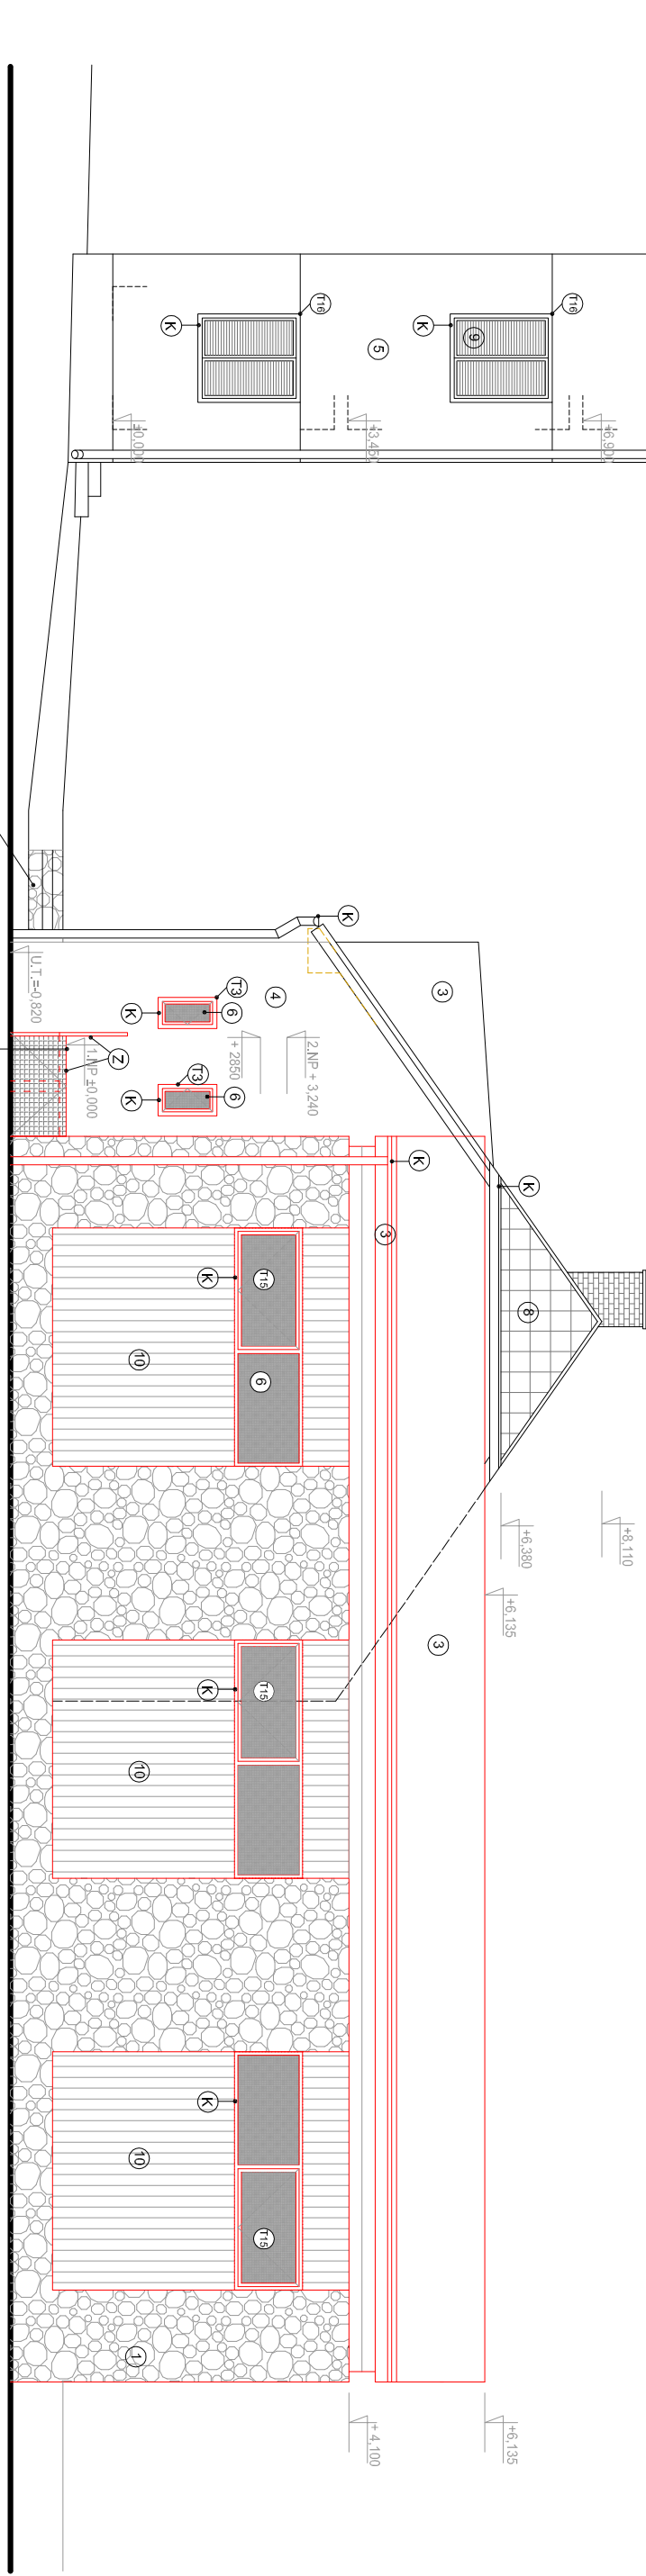 T16
T16
K
K
9
5
±0,000
+3,450
+6,900
K
3
4
U.T.=-0,820
T3
6
K
Z
1.NP ±0,000
+ 2850
2.NP + 3,240
T3
6
K
K
K
3
8
T15
K
6
10
+6,380
+8,110
+6,135
3
T15
K
10
K
10
T15
1
+ 4,100
+6,135